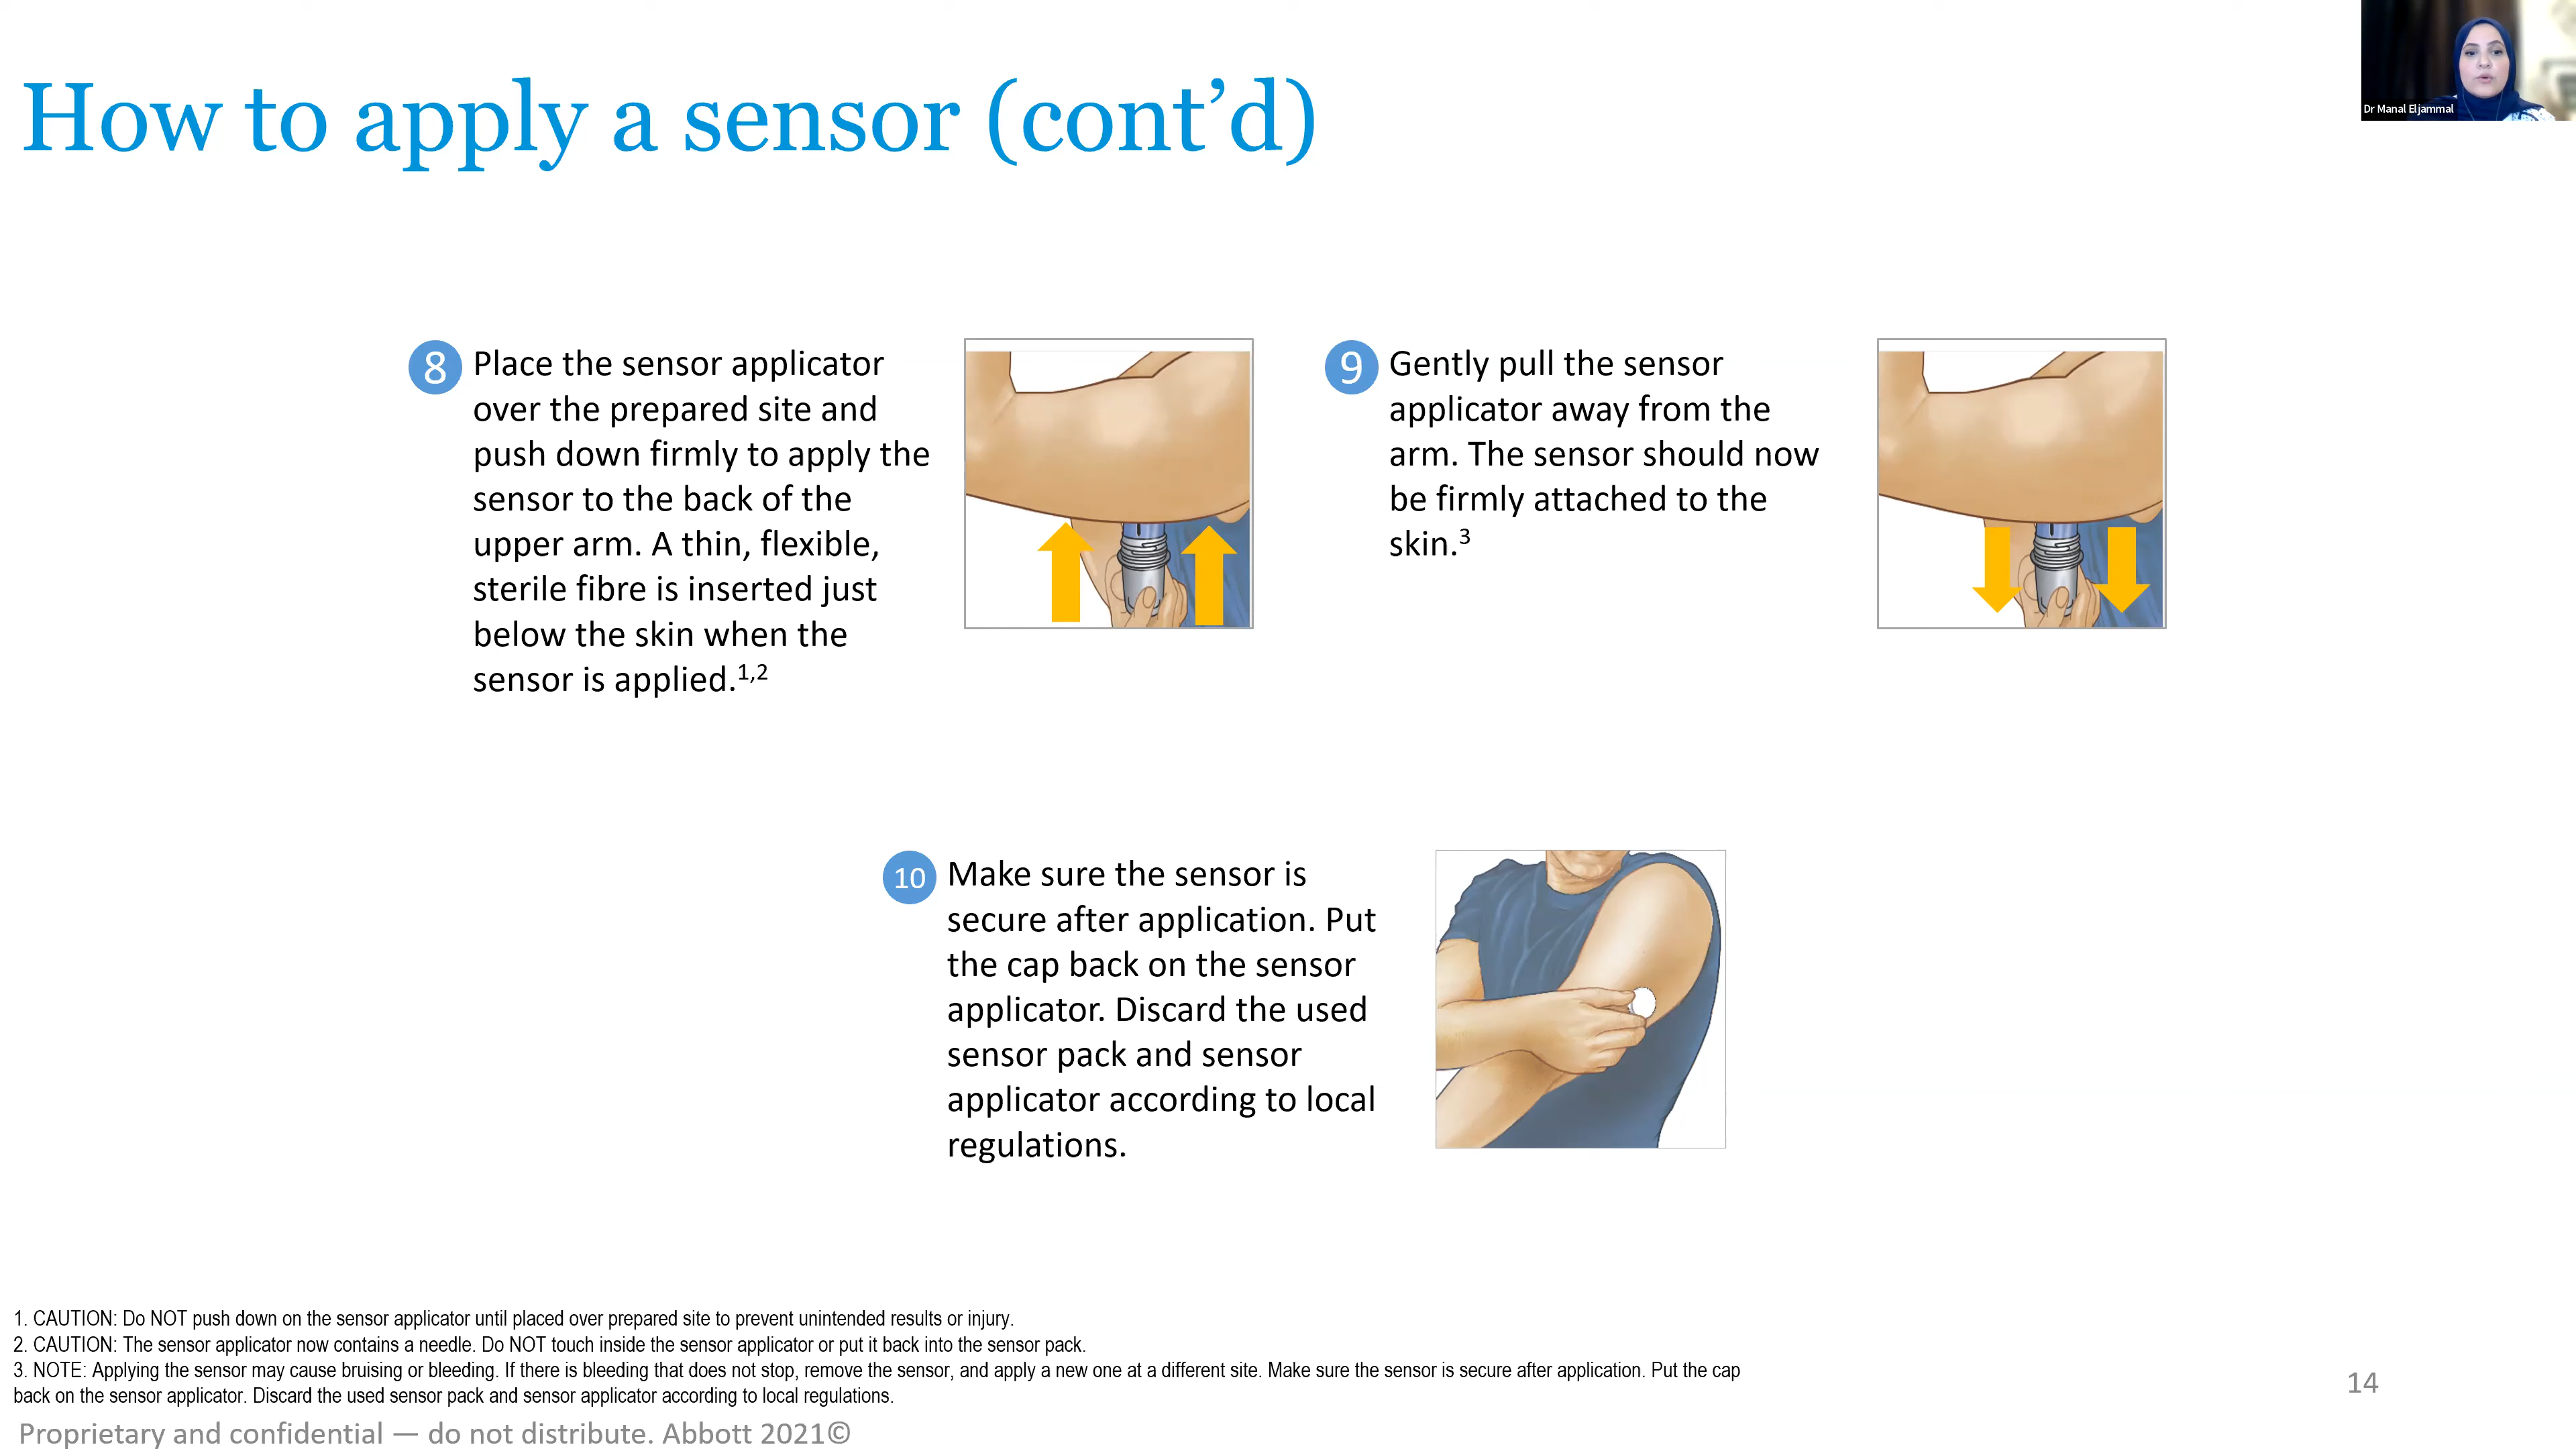 How to apply a sensor (cont’d)
Dr Manal Eljammal
8
Place the sensor applicator
over the prepared site and
push down firmly to apply the
sensor to the back of the
upper arm. A thin, flexible,
sterile fibre is inserted just
below the skin when the
sensor is applied.1,2
9
Gently pull the sensor
applicator away from the
arm. The sensor should now
be firmly attached to the
skin.3
10
Make sure the sensor is
secure after application. Put
the cap back on the sensor
applicator. Discard the used
sensor pack and sensor
applicator according to local
regulations.
1. CAUTION: Do NOT push down on the sensor applicator until placed over prepared site to prevent unintended results or injury.
2. CAUTION: The sensor applicator now contains a needle. Do NOT touch inside the sensor applicator or put it back into the sensor pack.
3. NOTE: Applying the sensor may cause bruising or bleeding. If there is bleeding that does not stop, remove the sensor, and apply a new one at a different site. Make sure the sensor is secure after application. Put the cap
back on the sensor applicator. Discard the used sensor pack and sensor applicator according to local regulations.
14
Proprietary and confidential — do not distribute. Abbott 2021©